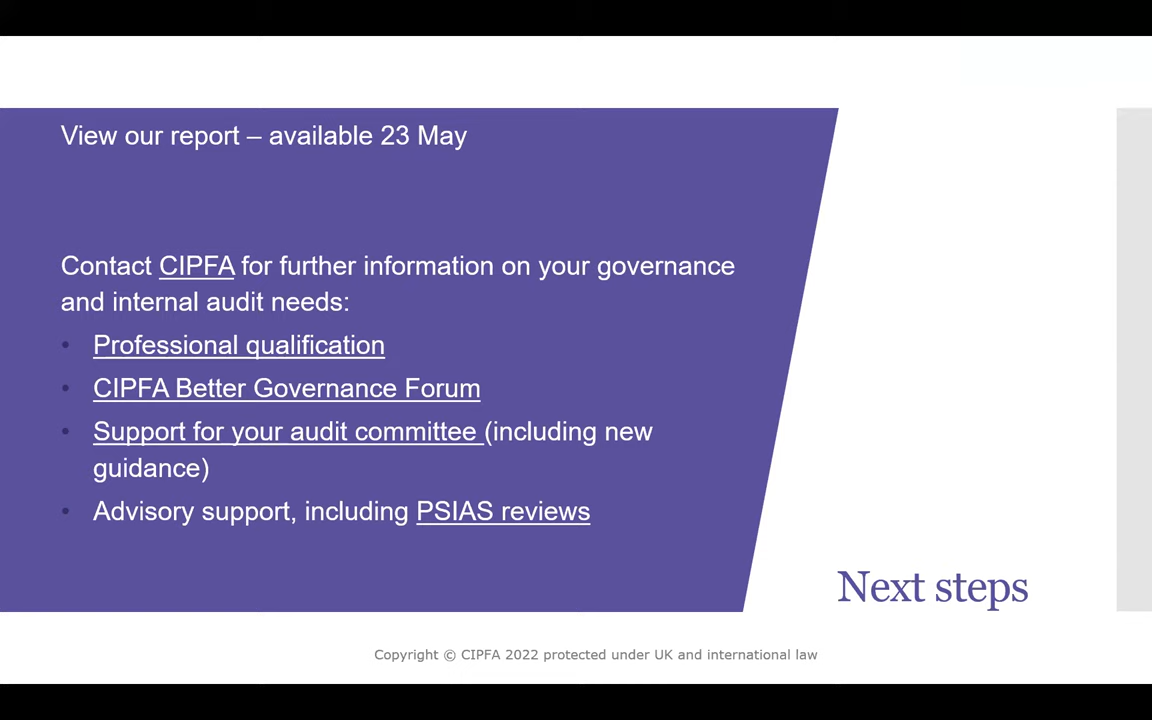 View our report – available 23 May
Contact CIPFA for further information on your governance
and internal audit needs:
• Professional qualification
• CIPFA Better Governance Forum
• Support for your audit committee (including new
guidance)
• Advisory support, including PSIAS reviews
Next steps
Copyright © CIPFA 2022 protected under UK and international law